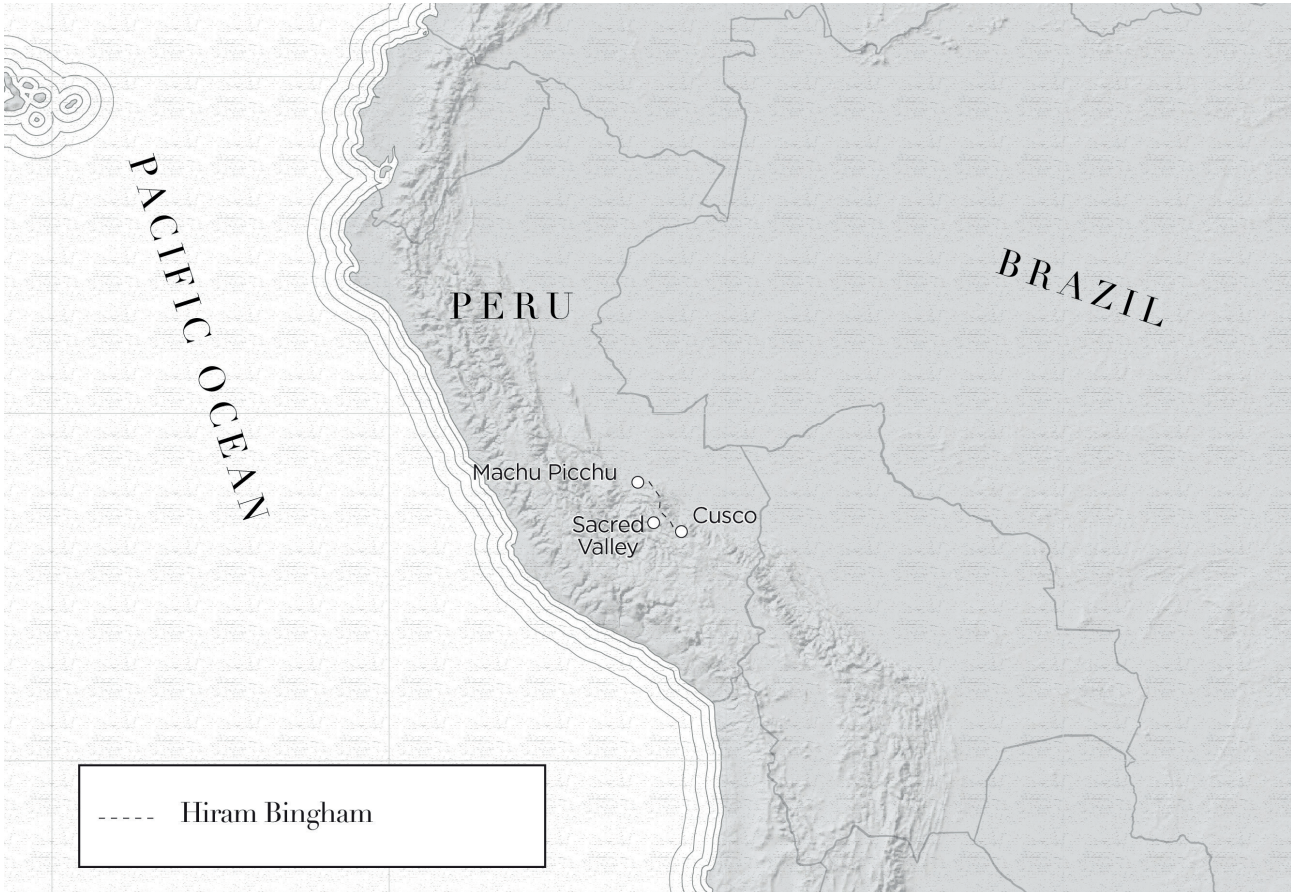 PACIFIC OCEAN
PERU
BRAZIL
Machu Picchu
Sacred
Valley
Cusco
Hiram Bingham